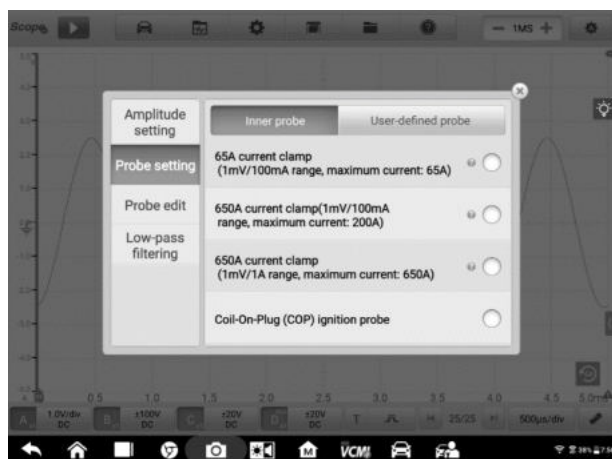 Scope
1MS
Amplitude
setting
Probe setting
Probe edit
Low-pass
filtering
Inner probe
User-defined probe
65A current clamp
(1mV/100mA range, maximum current: 65A)
650A current clamp(1mV/100mA
range, maximum current: 200A)
650A current clamp
(1mV/1A range, maximum current: 650A)
Coil-On-Plug (COP) ignition probe
0.5 1.0 1.5 2.0 2.5 3.0 3.5 4.0 4.5 5.0ms
A 1.0V/div
DC
B ±100V
DC
C ±20V
DC
D ±20V
DC
T
25/25
500μs/div
VCMI